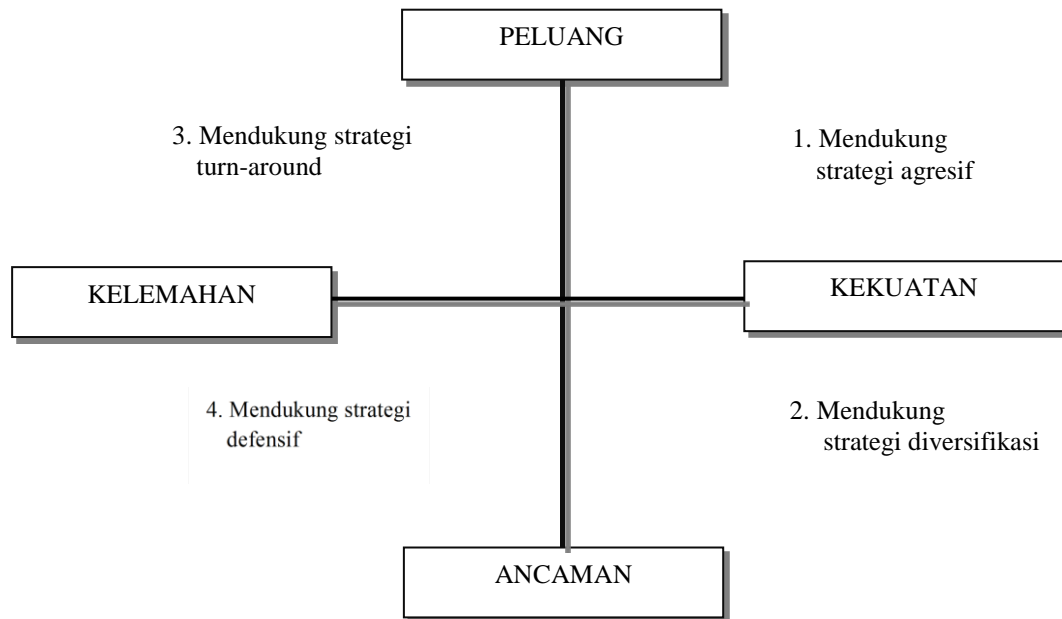 PELUANG
3. Mendukung strategi
turn-around
1. Mendukung
strategi agresif
KELEMAHAN
KEKUATAN
4. Mendukung strategi
defensif
2. Mendukung
strategi diversifikasi
ANCAMAN